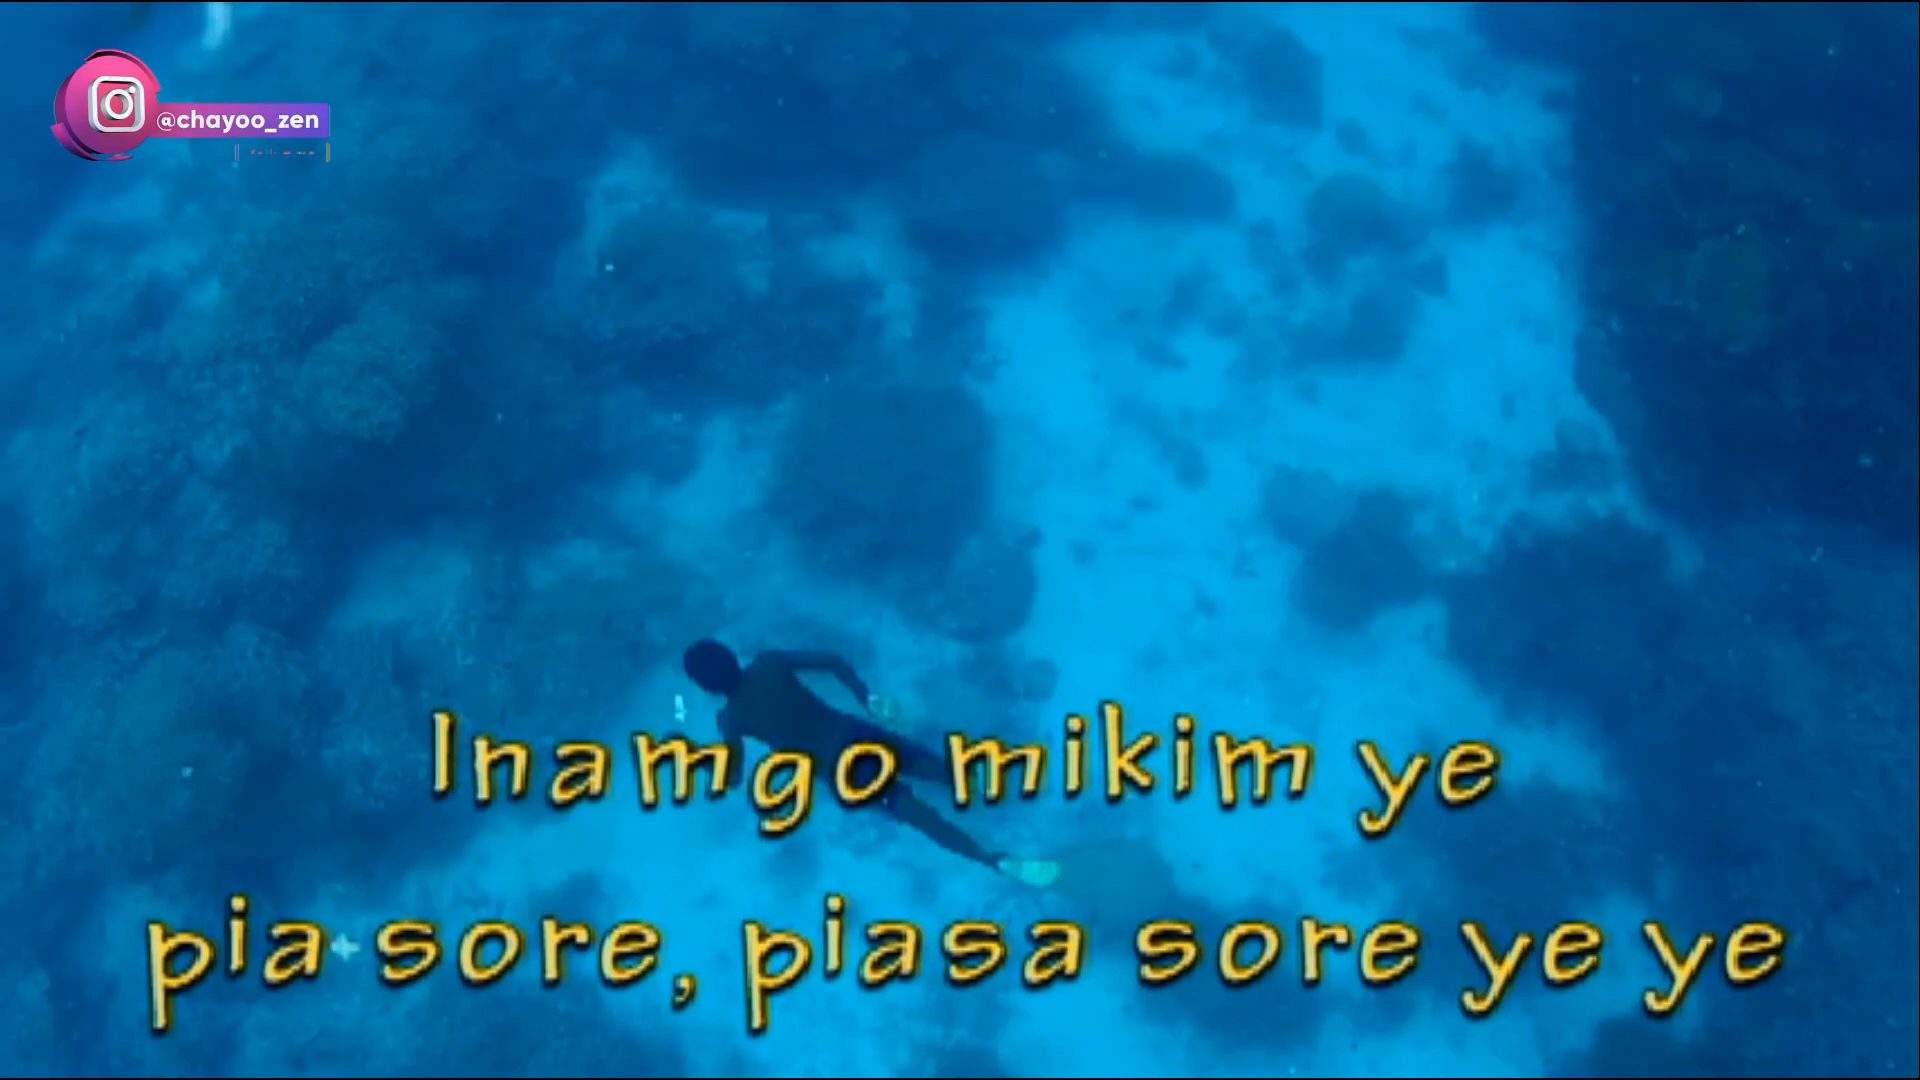 @chayoo_zen
Inamgo mikim ye
pia sore, piasa sore ye ye